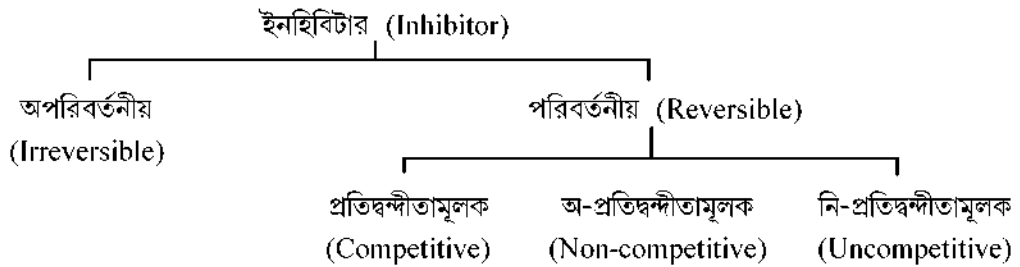 ইনহিবিটার (Inhibitor)
অপরিবর্তনীয় পরিবর্তনীয় (Reversible)
(Irreversible)
প্রতিদ্বন্দীতামূলক অ-প্রতিদ্বন্দীতামূলক নি-প্রতিদ্বন্দীতামূলক
(Competitive) (Non-competitive) (Uncompetitive)